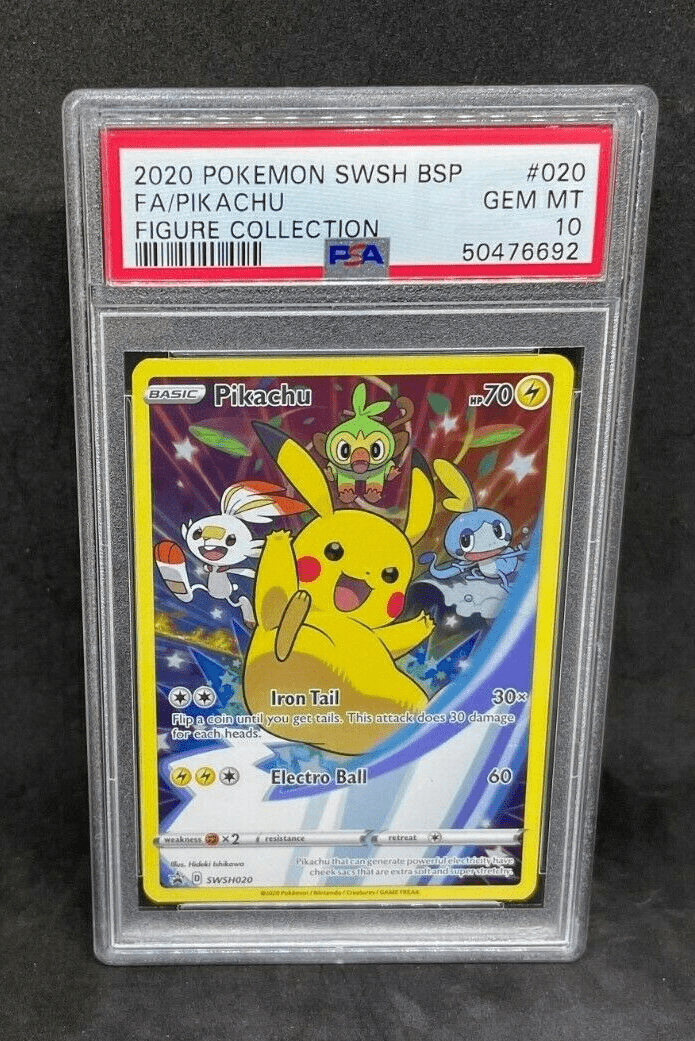 2020 POKEMON SWSH BSP #020
FA/PIKACHU GEM MT
FIGURE COLLECTION 10
PSA 50476692
BASIC Pikachu HP 70
Iron Tail 30×
Flip a coin until you get tails. This attack does 30 damage
for each heads.
Electro Ball 60
weakness ×2 resistance retreat
Illus. Hideki Ishikawa
Pikachu that can generate powerful electricity have
cheek sacs that are extra soft and super stretchy.
D SWSH020
©2020 Pokémon / Nintendo / Creatures / GAME FREAK